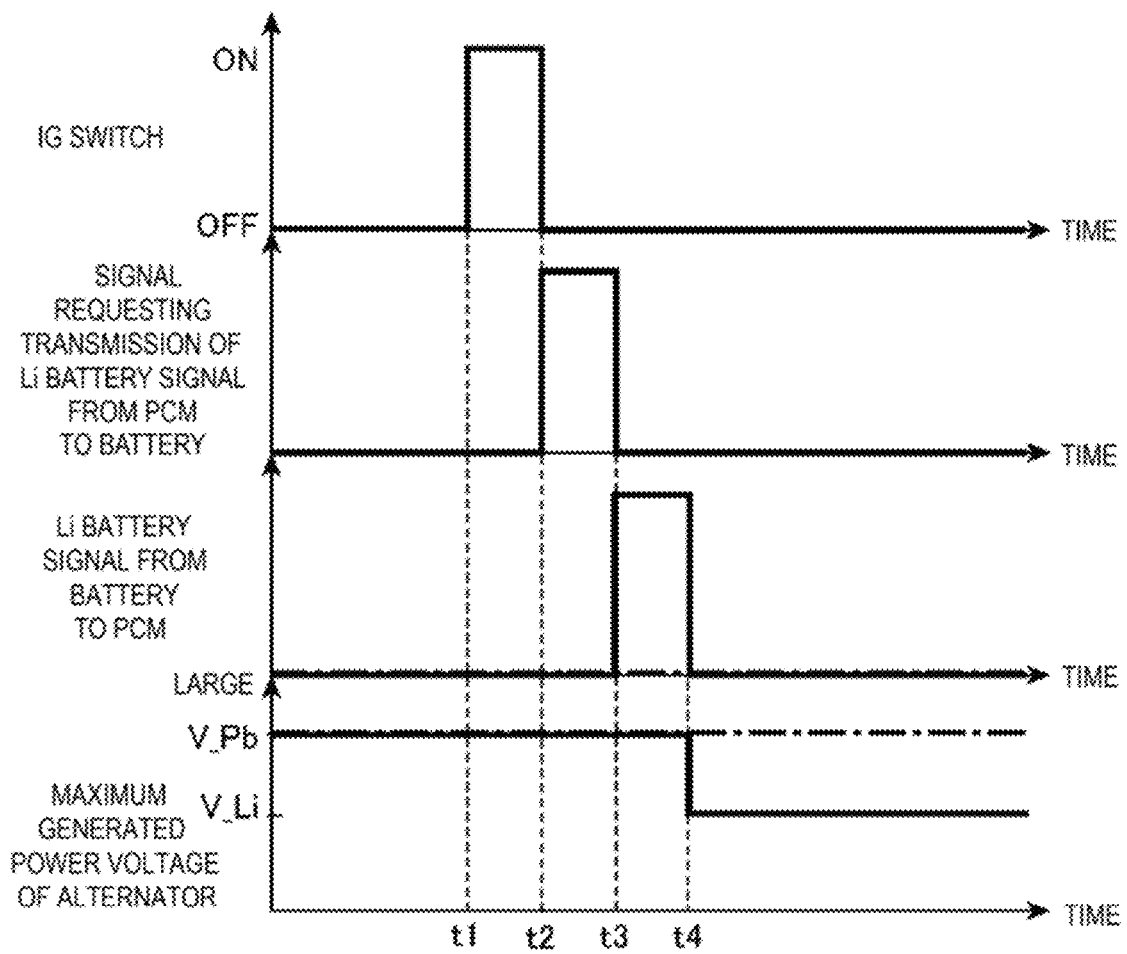 ON
IG SWITCH
OFF
TIME
SIGNAL
REQUESTING
TRANSMISSION OF
Li BATTERY SIGNAL
FROM PCM
TO BATTERY
TIME
Li BATTERY
SIGNAL FROM
BATTERY
TO PCM
TIME
LARGE
V_Pb
V_Li
MAXIMUM
GENERATED
POWER VOLTAGE
OF ALTERNATOR
TIME
t1 t2 t3 t4